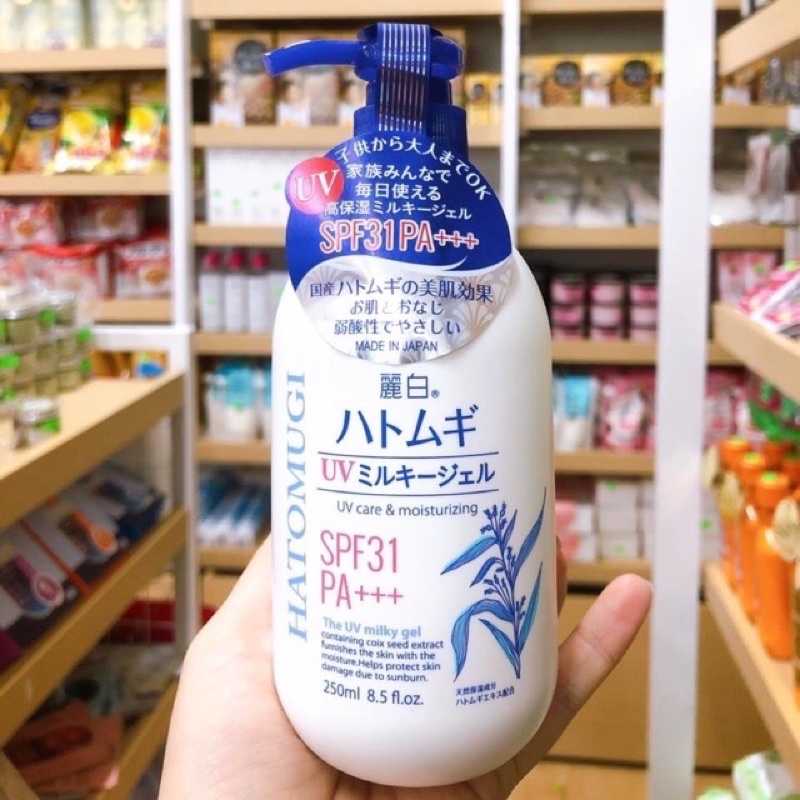 子供から大人までOK
UV
家族みんなで
毎日使える
高保湿ミルキージェル
SPF31 PA+++
国産ハトムギの美肌効果
お肌とおなじ
弱酸性でやさしい
MADE IN JAPAN
麗白®
ハトムギ
UVミルキージェル
UV care & moisturizing
HATOMUGI
SPF31
PA+++
The UV milky gel
containing coix seed extract
furnishes the skin with the
moisture.Helps protect skin
damage due to sunburn.
250ml 8.5 fl.oz.
天然保湿成分
ハトムギエキス配合